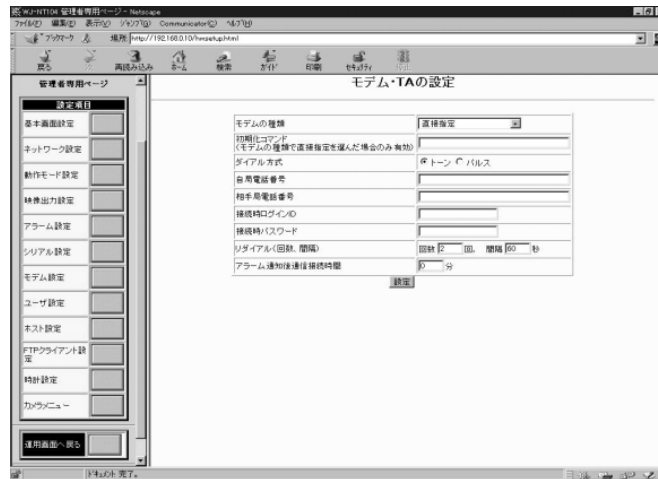 WJ-NT104 管理者専用ページ - Netscape
ファイル(F) 編集(E) 表示(V) ジャンプ(G) Communicator(C) ヘルプ(H)
ブックマーク 場所: http://192.168.0.10/hwsetup.html
戻る 再読み込み ホーム 検索 ガイド 印刷 セキュリティ
管理者専用ページ
設定項目
基本画面設定
ネットワーク設定
動作モード設定
映像出力設定
アラーム設定
シリアル設定
モデム設定
ユーザ設定
ホスト設定
FTPクライアント設
定
時計設定
カメラメニュー
運用画面へ戻る
モデム・TAの設定
モデムの種類 直接指定
初期化コマンド
(モデムの種類で直接指定を選んだ場合のみ有効)
ダイアル方式 トーン パルス
自局電話番号
相手局電話番号
接続時ログインID
接続時パスワード
リダイアル(回数、間隔) 回数 2 回、 間隔 60 秒
アラーム通知後通信接続時間 0 分
設定
ドキュメント 完了。